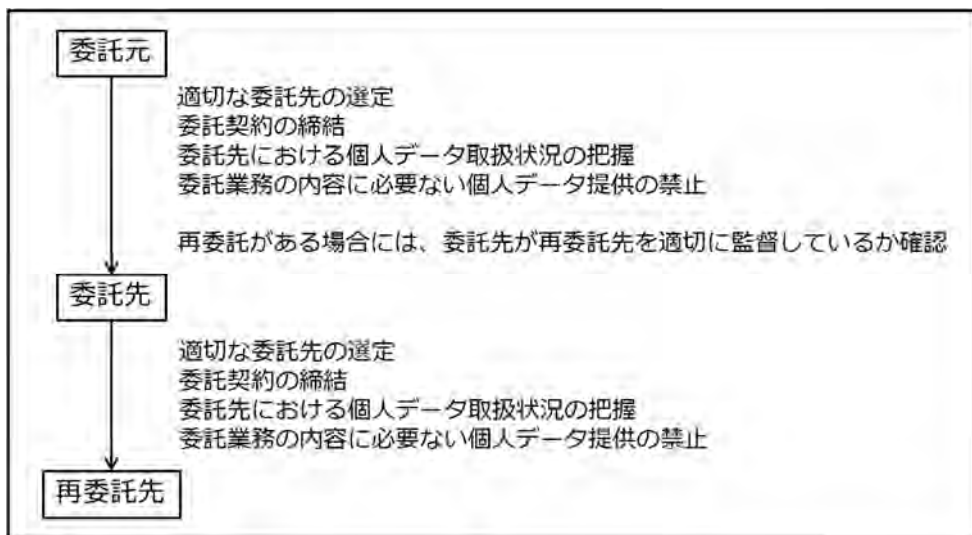 委託元
適切な委託先の選定
委託契約の締結
委託先における個人データ取扱状況の把握
委託業務の内容に必要ない個人データ提供の禁止
再委託がある場合には、委託先が再委託先を適切に監督しているか確認
委託先
適切な委託先の選定
委託契約の締結
委託先における個人データ取扱状況の把握
委託業務の内容に必要ない個人データ提供の禁止
再委託先